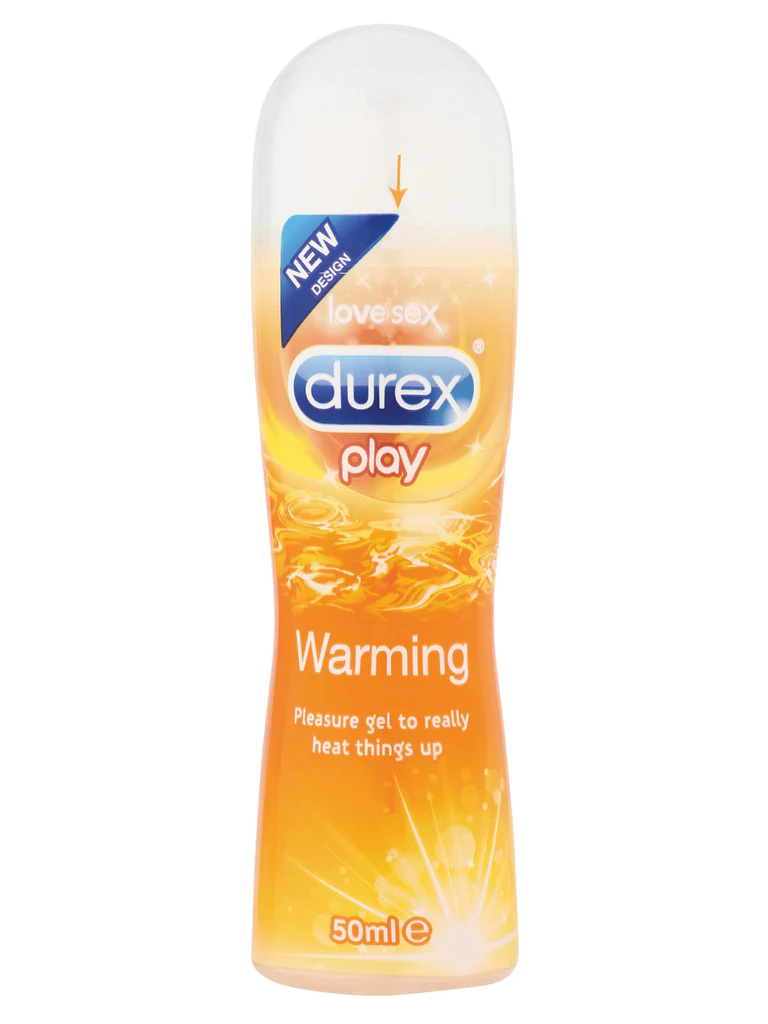 NEW
DESIGN
love sex
durex®
play
Warming
Pleasure gel to really
heat things up
50ml ℮